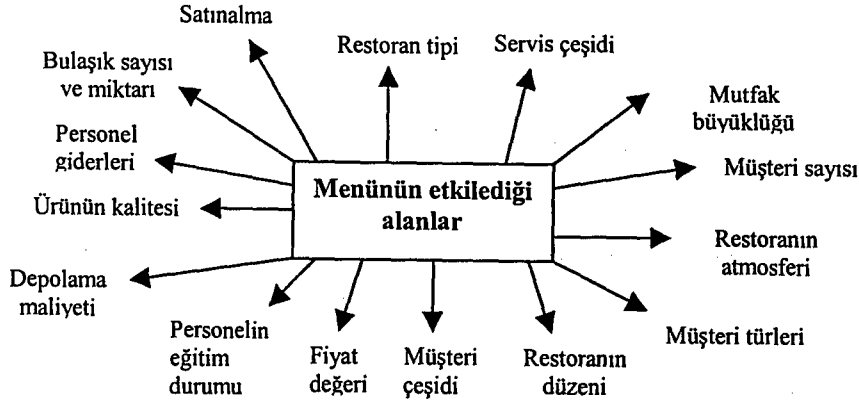 Satınalma
Restoran tipi
Servis çeşidi
Bulaşık sayısı
ve miktarı
Mutfak
büyüklüğü
Personel
giderleri
Müşteri sayısı
Menünün etkilediği
alanlar
Ürünün kalitesi
Restoranın
atmosferi
Depolama
maliyeti
Müşteri türleri
Personelin
eğitim
durumu
Fiyat
değeri
Müşteri
çeşidi
Restoranın
düzeni